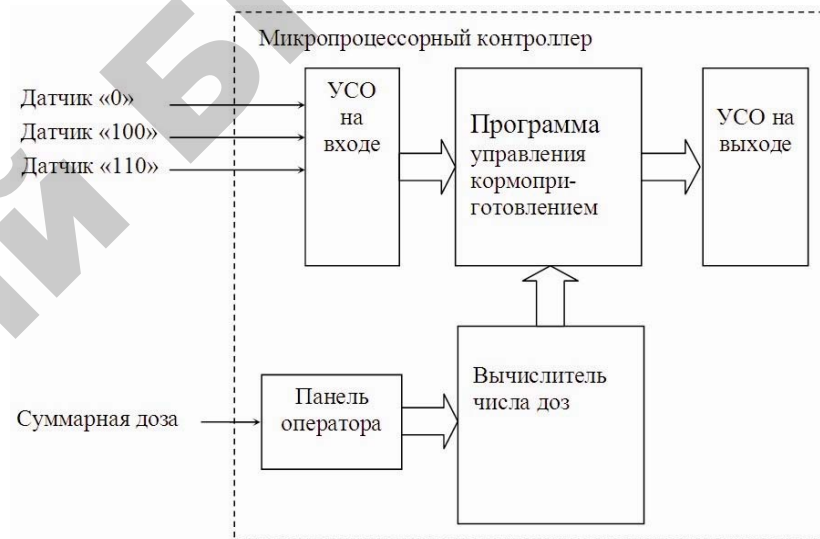 Микропроцессорный контроллер
Датчик «0»
Датчик «100»
Датчик «110»
УСО
на
входе
Программа
управления
кормопри-
готовлением
УСО на
выходе
Суммарная доза
Панель
оператора
Вычислитель
числа доз